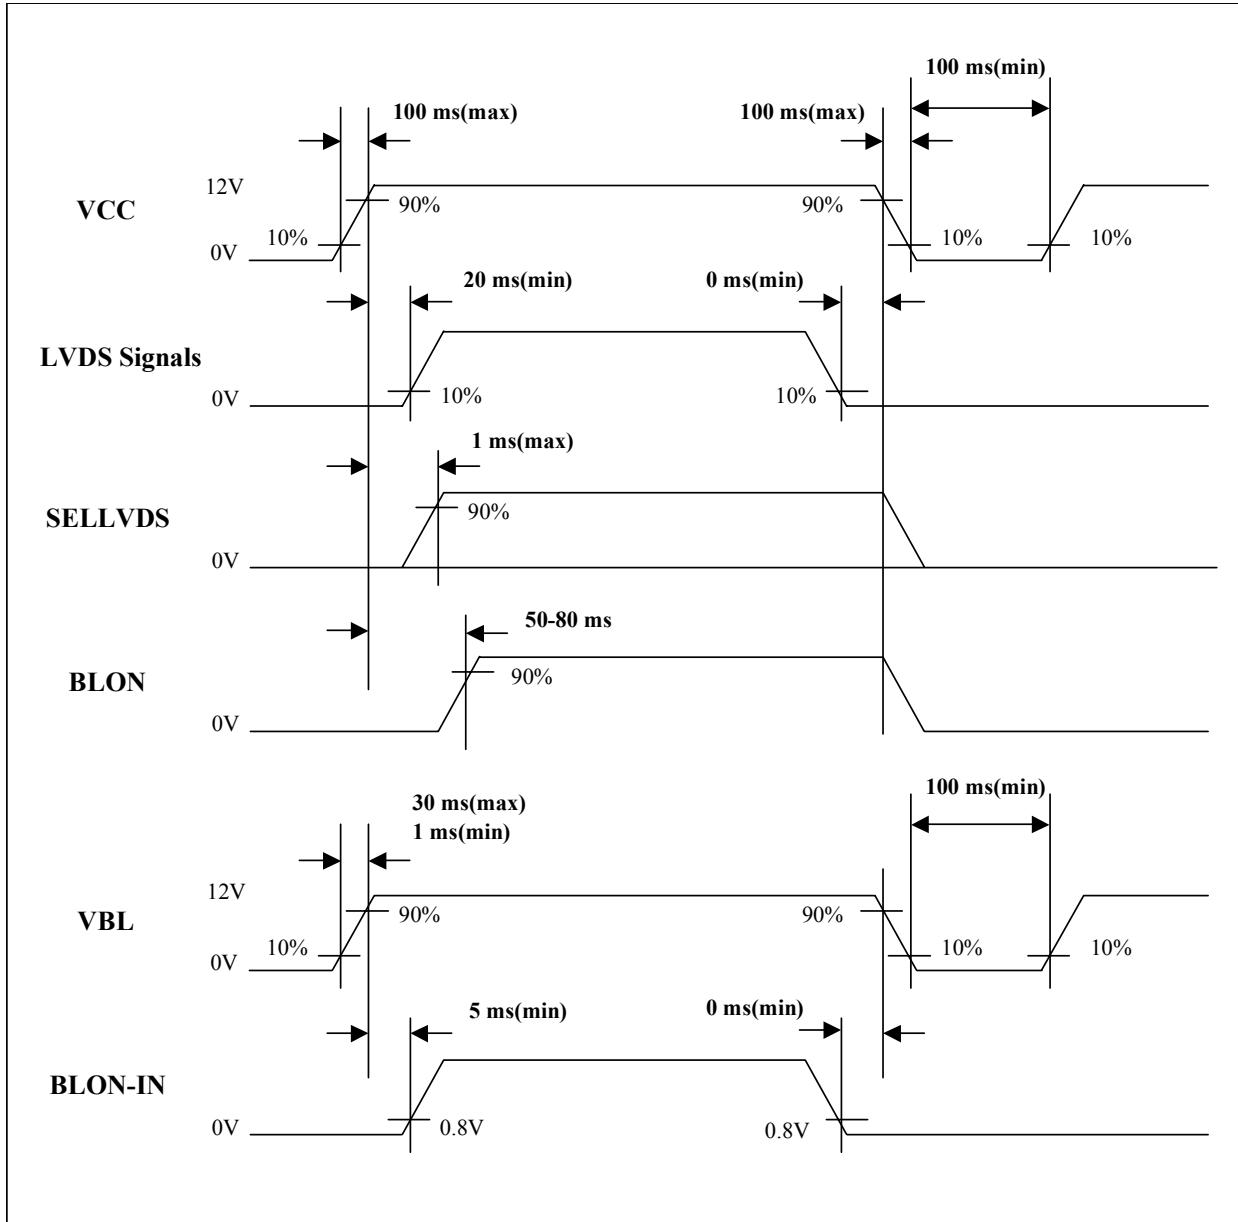 100 ms(min)
100 ms(max) 100 ms(max)
12V
VCC
90% 90%
10% 10% 10%
0V
20 ms(min) 0 ms(min)
LVDS Signals
10% 10%
0V
1 ms(max)
SELLVDS
90%
0V
50-80 ms
BLON
90%
0V
100 ms(min)
30 ms(max)
1 ms(min)
12V
VBL
90% 90%
10% 10% 10%
0V
5 ms(min) 0 ms(min)
BLON-IN
0V 0.8V 0.8V